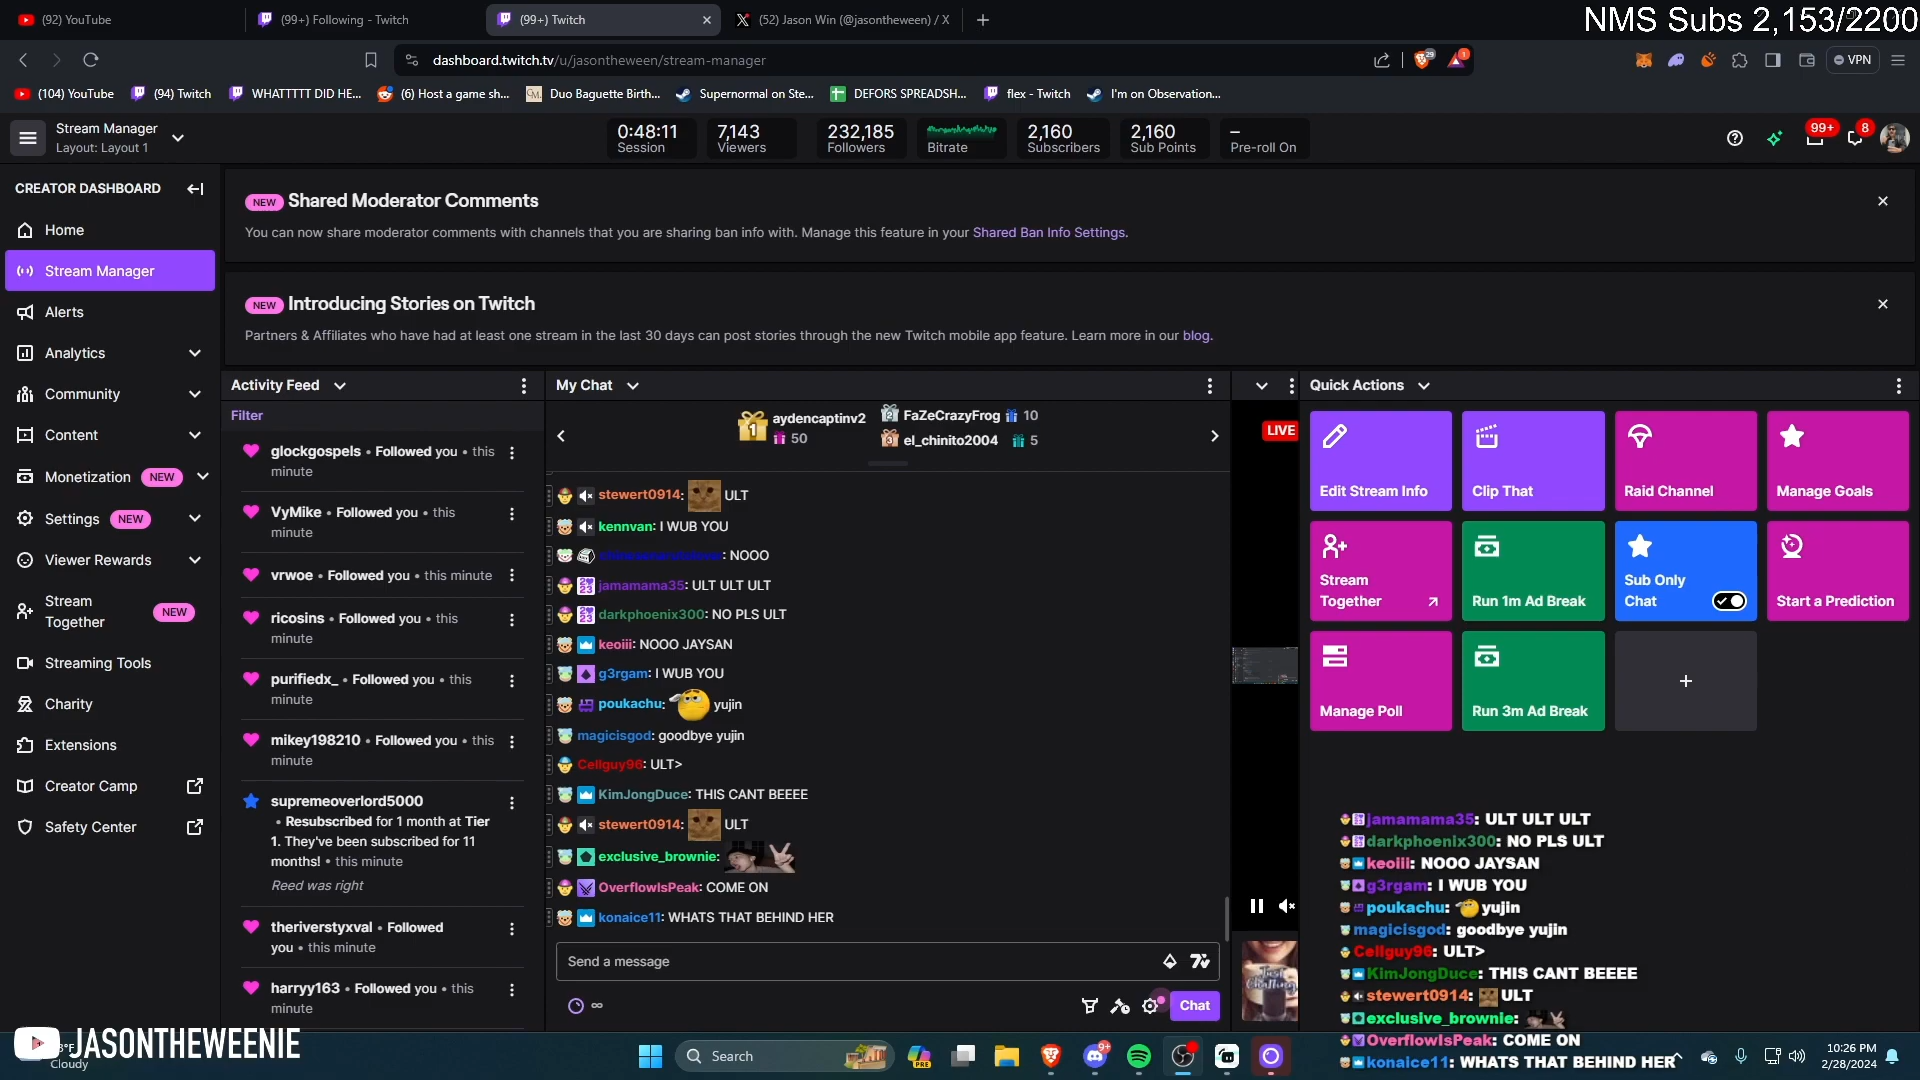 (92) YouTube
(99+) Following - Twitch
(99+) Twitch
(52) Jason Win (@jasontheween) / X
NMS Subs 2,153/2200
dashboard.twitch.tv/u/jasontheween/stream-manager
29
1
VPN
(104) YouTube
(94) Twitch
WHATTTTT DID HE...
(6) Host a game sh...
Duo Baguette Birth...
Supernormal on Ste...
DEFORS SPREADSH...
flex - Twitch
I'm on Observation...
Stream Manager
Layout: Layout 1
0:48:11
Session
7,143
Viewers
232,185
Followers
Bitrate
2,160
Subscribers
2,160
Sub Points
–
Pre-roll On
99+
8
CREATOR DASHBOARD
Home
Stream Manager
Alerts
Analytics
Community
Content
Monetization NEW
Settings NEW
Viewer Rewards
Stream
Together
NEW
Streaming Tools
Charity
Extensions
Creator Camp
Safety Center
NEW Shared Moderator Comments
You can now share moderator comments with channels that you are sharing ban info with. Manage this feature in your Shared Ban Info Settings.
NEW Introducing Stories on Twitch
Partners & Affiliates who have had at least one stream in the last 30 days can post stories through the new Twitch mobile app feature. Learn more in our blog.
Activity Feed
Filter
glockgospels • Followed you • this
minute
VyMike • Followed you • this
minute
vrwoe • Followed you • this minute
ricosins • Followed you • this
minute
purifiedx_ • Followed you • this
minute
mikey198210 • Followed you • this
minute
supremeoverlord5000
• Resubscribed for 1 month at Tier
1. They've been subscribed for 11
months! • this minute
Reed was right
theriverstyxval • Followed
you • this minute
harryy163 • Followed you • this
minute
My Chat
1
aydencaptinv2
50
2
FaZeCrazyFrog 10
3
el_chinito2004 5
stewert0914: ULT
kennvan: I WUB YOU
: NOOO
jamamama35: ULT ULT ULT
darkphoenix300: NO PLS ULT
keoiii: NOOO JAYSAN
g3rgam: I WUB YOU
poukachu: yujin
magicisgod: goodbye yujin
Cellguy96: ULT>
KimJongDuce: THIS CANT BEEEE
stewert0914: ULT
exclusive_brownie:
OverflowIsPeak: COME ON
konaice11: WHATS THAT BEHIND HER
Send a message
Chat
LIVE
Just
Chatting
Quick Actions
Edit Stream Info
Clip That
Raid Channel
Manage Goals
Stream
Together
Run 1m Ad Break
Sub Only
Chat
Start a Prediction
Manage Poll
Run 3m Ad Break
jamamama35: ULT ULT ULT
darkphoenix300: NO PLS ULT
keoiii: NOOO JAYSAN
g3rgam: I WUB YOU
poukachu: yujin
magicisgod: goodbye yujin
Cellguy96: ULT>
KimJongDuce: THIS CANT BEEEE
stewert0914: ULT
exclusive_brownie:
OverflowIsPeak: COME ON
konaice11: WHATS THAT BEHIND HER
JASONTHEWEENIE
Cloudy
Search
PRE
9+
10:26 PM
2/28/2024